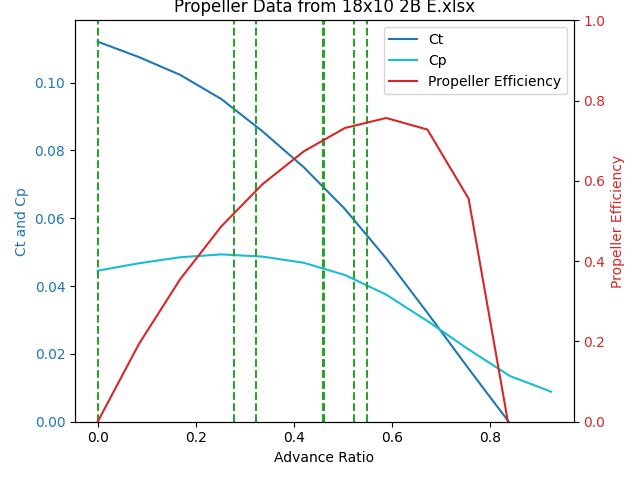 Propeller Data from 18x10 2B E.xlsx
Ct
Cp
Propeller Efficiency
0.10
0.08
0.06
0.04
0.02
0.00
Ct and Cp
1.0
0.8
0.6
0.4
0.2
0.0
Propeller Efficiency
0.0 0.2 0.4 0.6 0.8
Advance Ratio